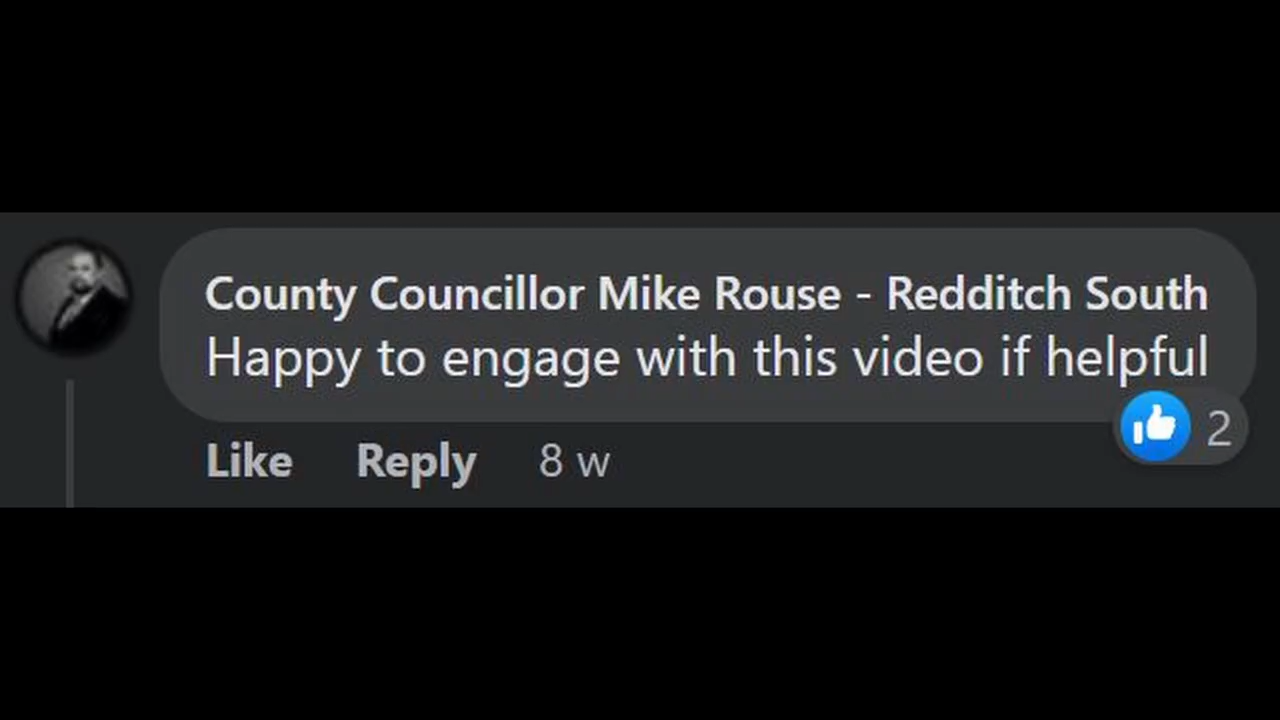 County Councillor Mike Rouse - Redditch South
Happy to engage with this video if helpful
2
Like Reply 8 w